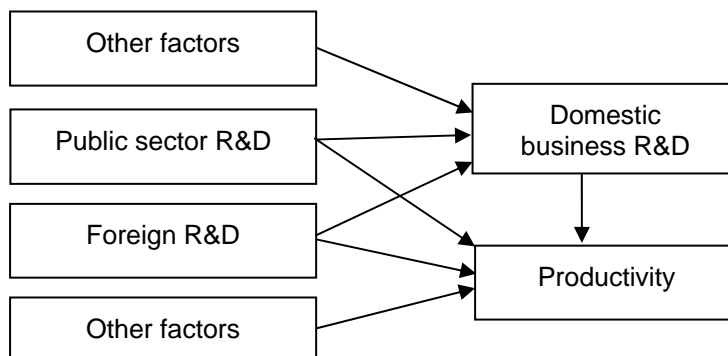 Other factors
Public sector R&D
Foreign R&D
Other factors
Domestic
business R&D
Productivity